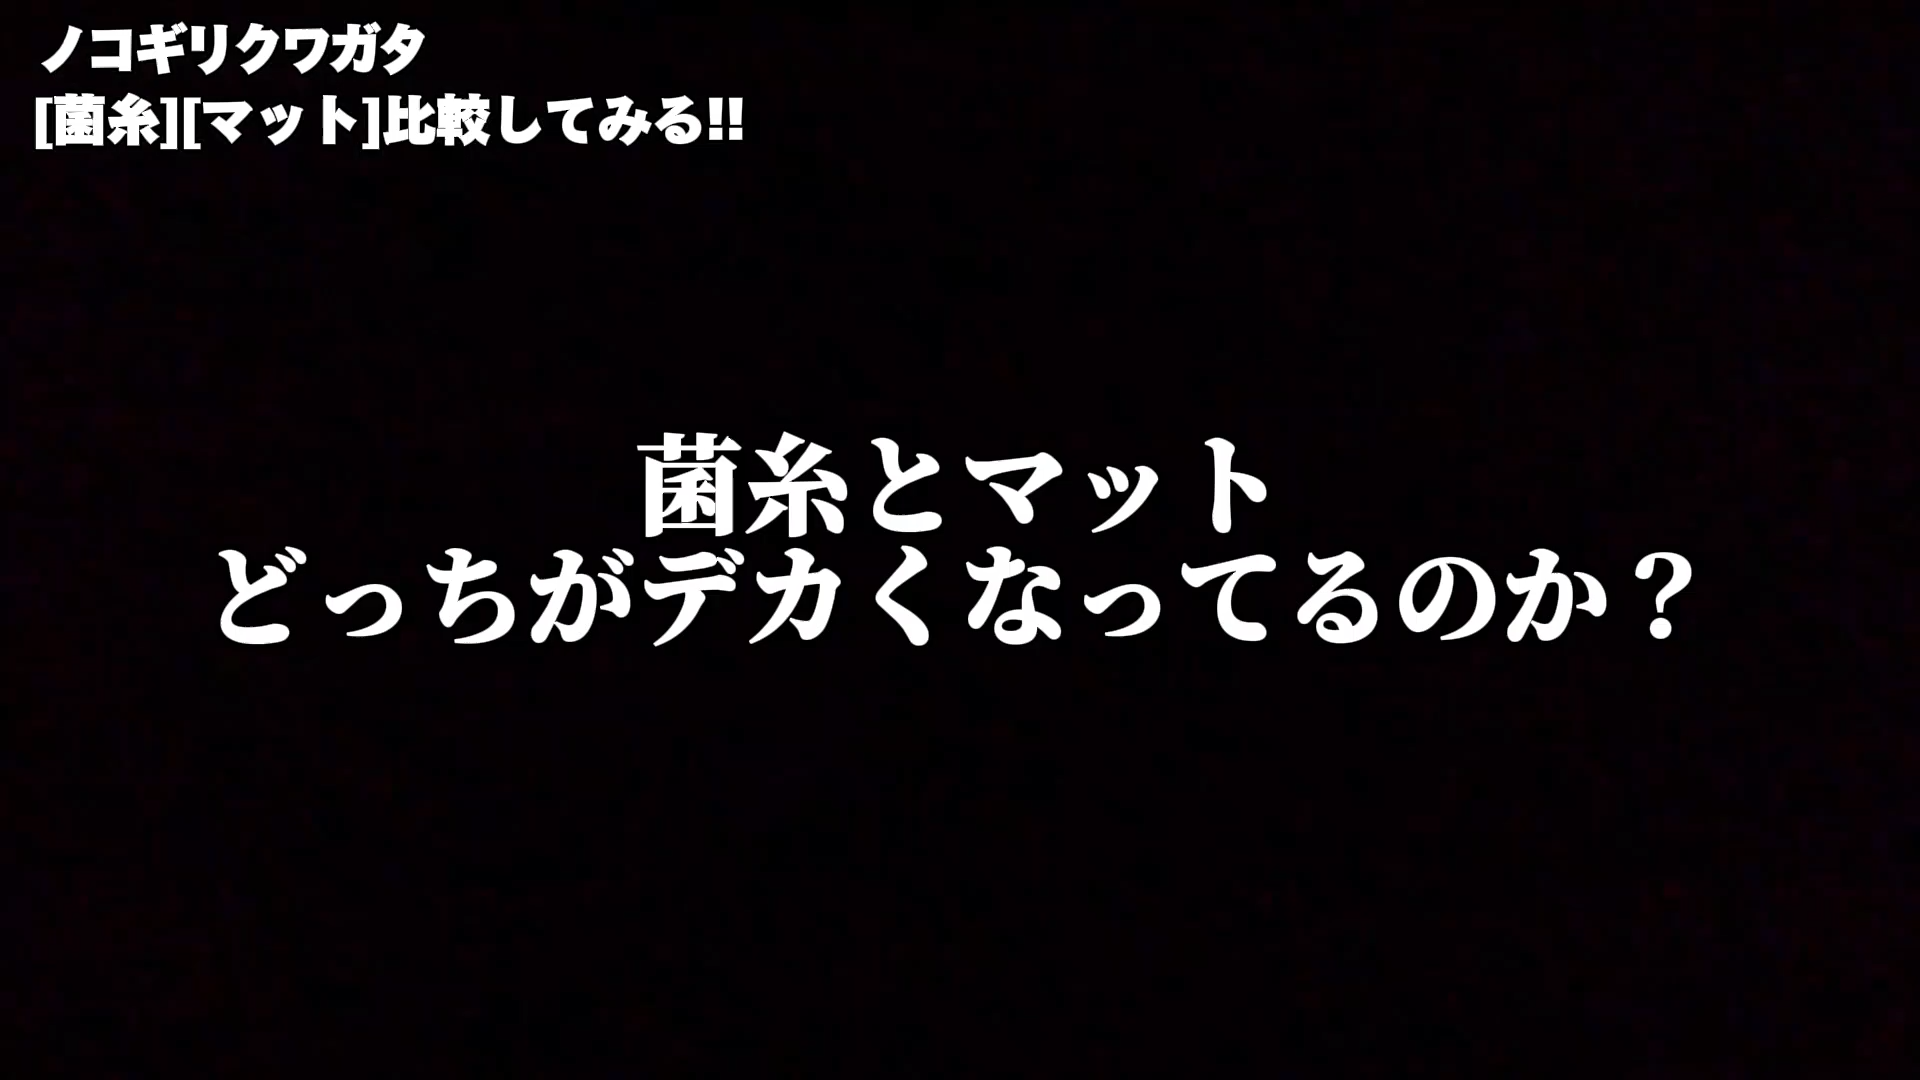 ノコギリクワガタ
[菌糸][マット]比較してみる!!
菌糸とマット
どっちがデカくなってるのか？